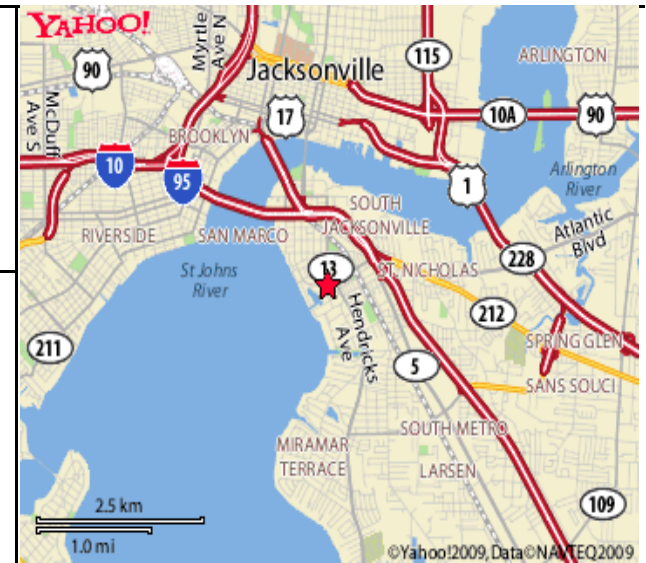 YAHOO!
Myrtle
Ave N
115
ARLINGTON
90
Jacksonville
McDuff
Ave S
17
10A
90
BROOKLYN
10
95
1
Arlington
River
SOUTH
JACKSONVILLE
Atlantic
Blvd
RIVERSIDE
SAN MARCO
St Johns
River
13
ST. NICHOLAS
228
Hendricks
Ave
212
211
SPRING GLEN
5
SANS SOUCI
SOUTH METRO
MIRAMAR
TERRACE
LARSEN
2.5 km
109
1.0 mi
©Yahoo!2009, Data©NAVTEQ2009